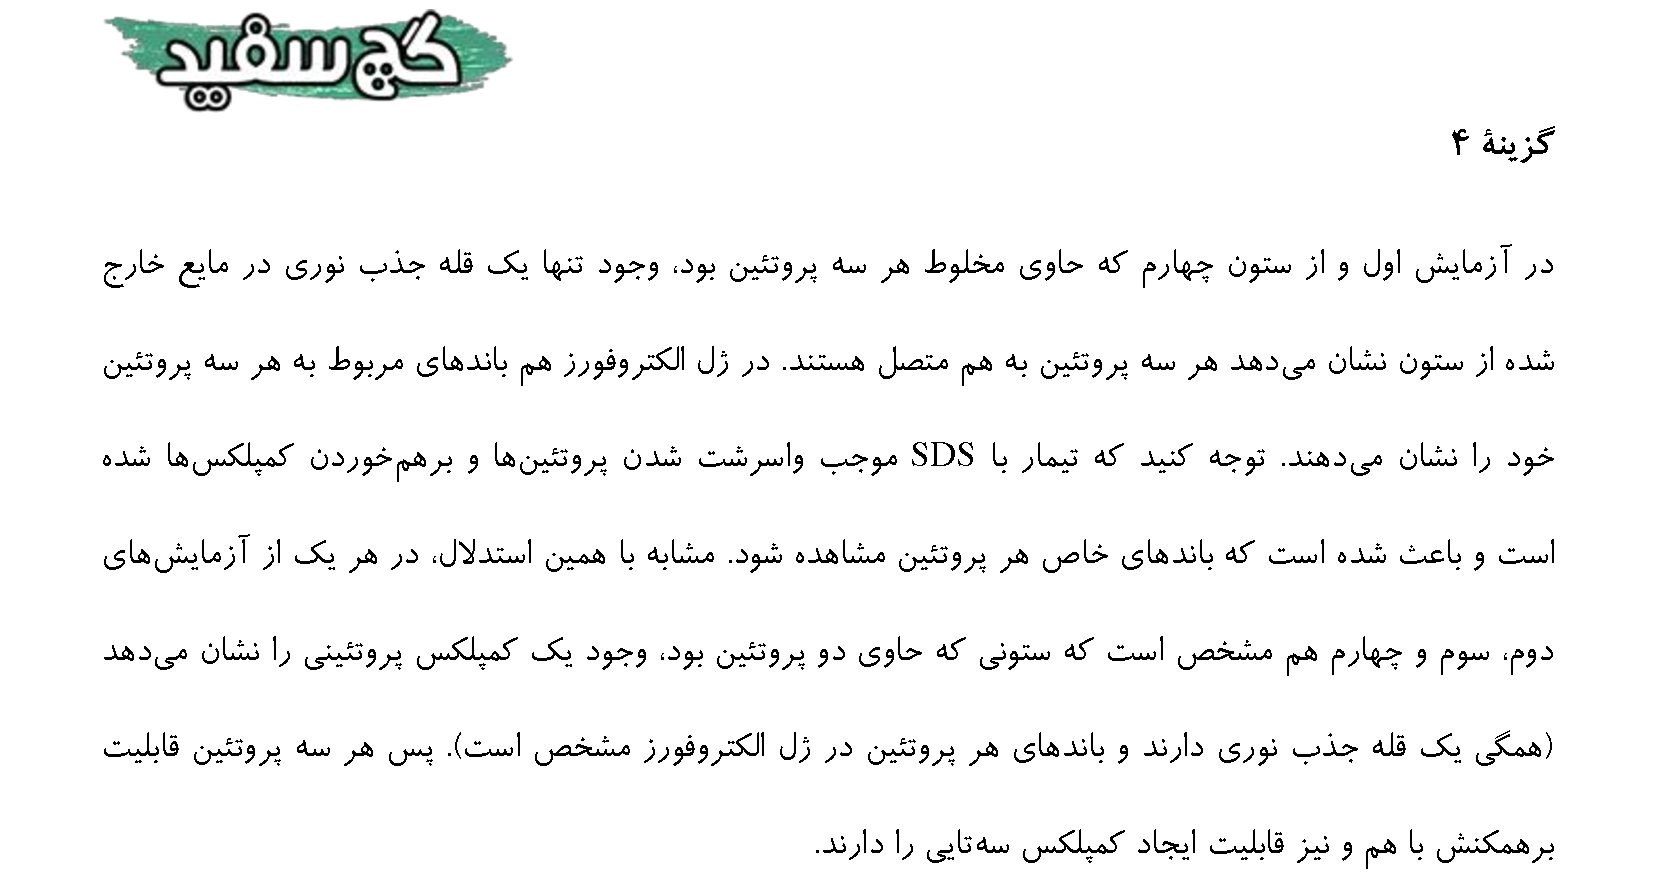 گچ سفید
گزینهٔ ۴
در آزمایش اول و از ستون چهارم که حاوی مخلوط هر سه پروتئین بود، وجود تنها یک قله جذب نوری در مایع خارج
شده از ستون نشان می‌دهد هر سه پروتئین به هم متصل هستند. در ژل الکتروفورز هم باندهای مربوط به هر سه پروتئین
خود را نشان می‌دهند. توجه کنید که تیمار با SDS موجب واسرشت شدن پروتئین‌ها و برهم‌خوردن کمپلکس‌ها شده
است و باعث شده است که باندهای خاص هر پروتئین مشاهده شود. مشابه با همین استدلال، در هر یک از آزمایش‌های
دوم، سوم و چهارم هم مشخص است که ستونی که حاوی دو پروتئین بود، وجود یک کمپلکس پروتئینی را نشان می‌دهد
(همگی یک قله جذب نوری دارند و باندهای هر پروتئین در ژل الکتروفورز مشخص است). پس هر سه پروتئین قابلیت
برهمکنش با هم و نیز قابلیت ایجاد کمپلکس سه‌تایی را دارند.